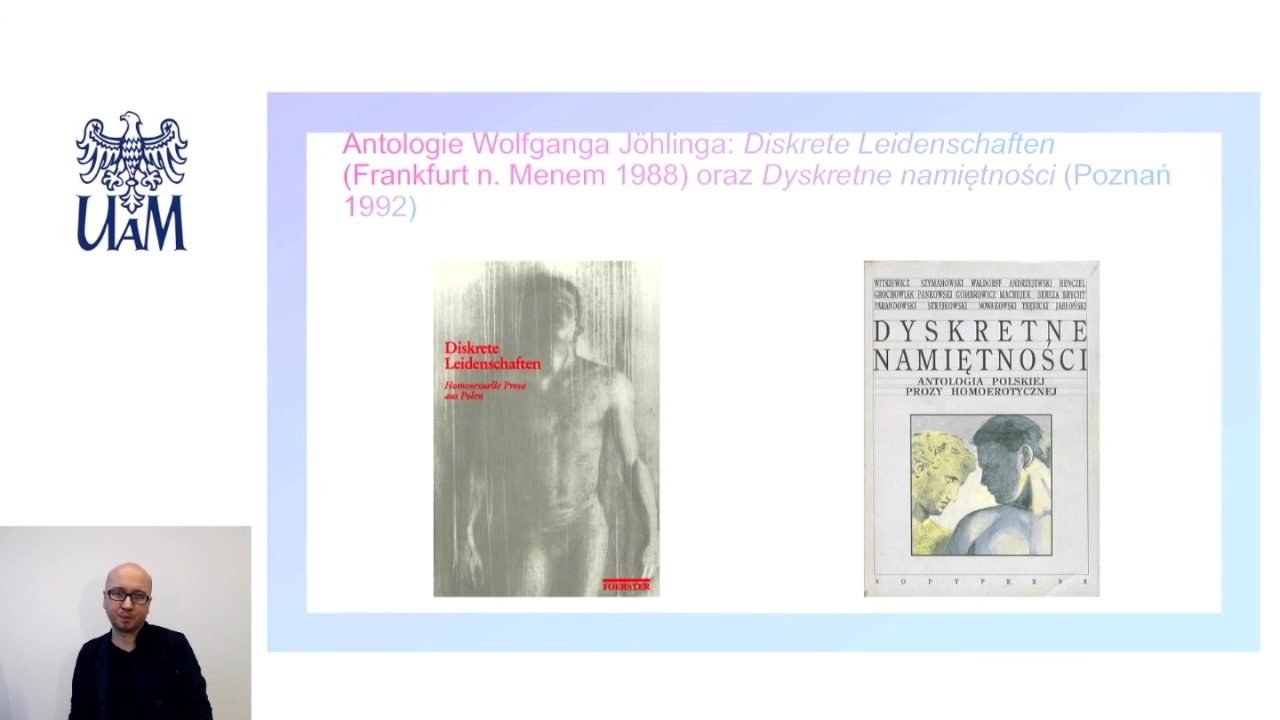 UAM
Antologie Wolfganga Jöhlinga: Diskrete Leidenschaften
(Frankfurt n. Menem 1988) oraz Dyskretne namiętności (Poznań
1992)
Diskrete
Leidenschaften
Homosexuelle Prosa
aus Polen
FOERSTER
WITKIEWICZ SZYMANOWSKI WALDORFF ANDRZEJEWSKI HENCZEL
GROCHOWIAK PANKOWSKI GOMBROWICZ MACHEJEK BEREZA BRYCHT
PARANDOWSKI STRYJKOWSKI NOWAKOWSKI TRĘBICKI JABŁOŃSKI
DYSKRETNE
NAMIĘTNOŚCI
ANTOLOGIA POLSKIEJ
PROZY HOMOEROTYCZNEJ
SOFTPRESS